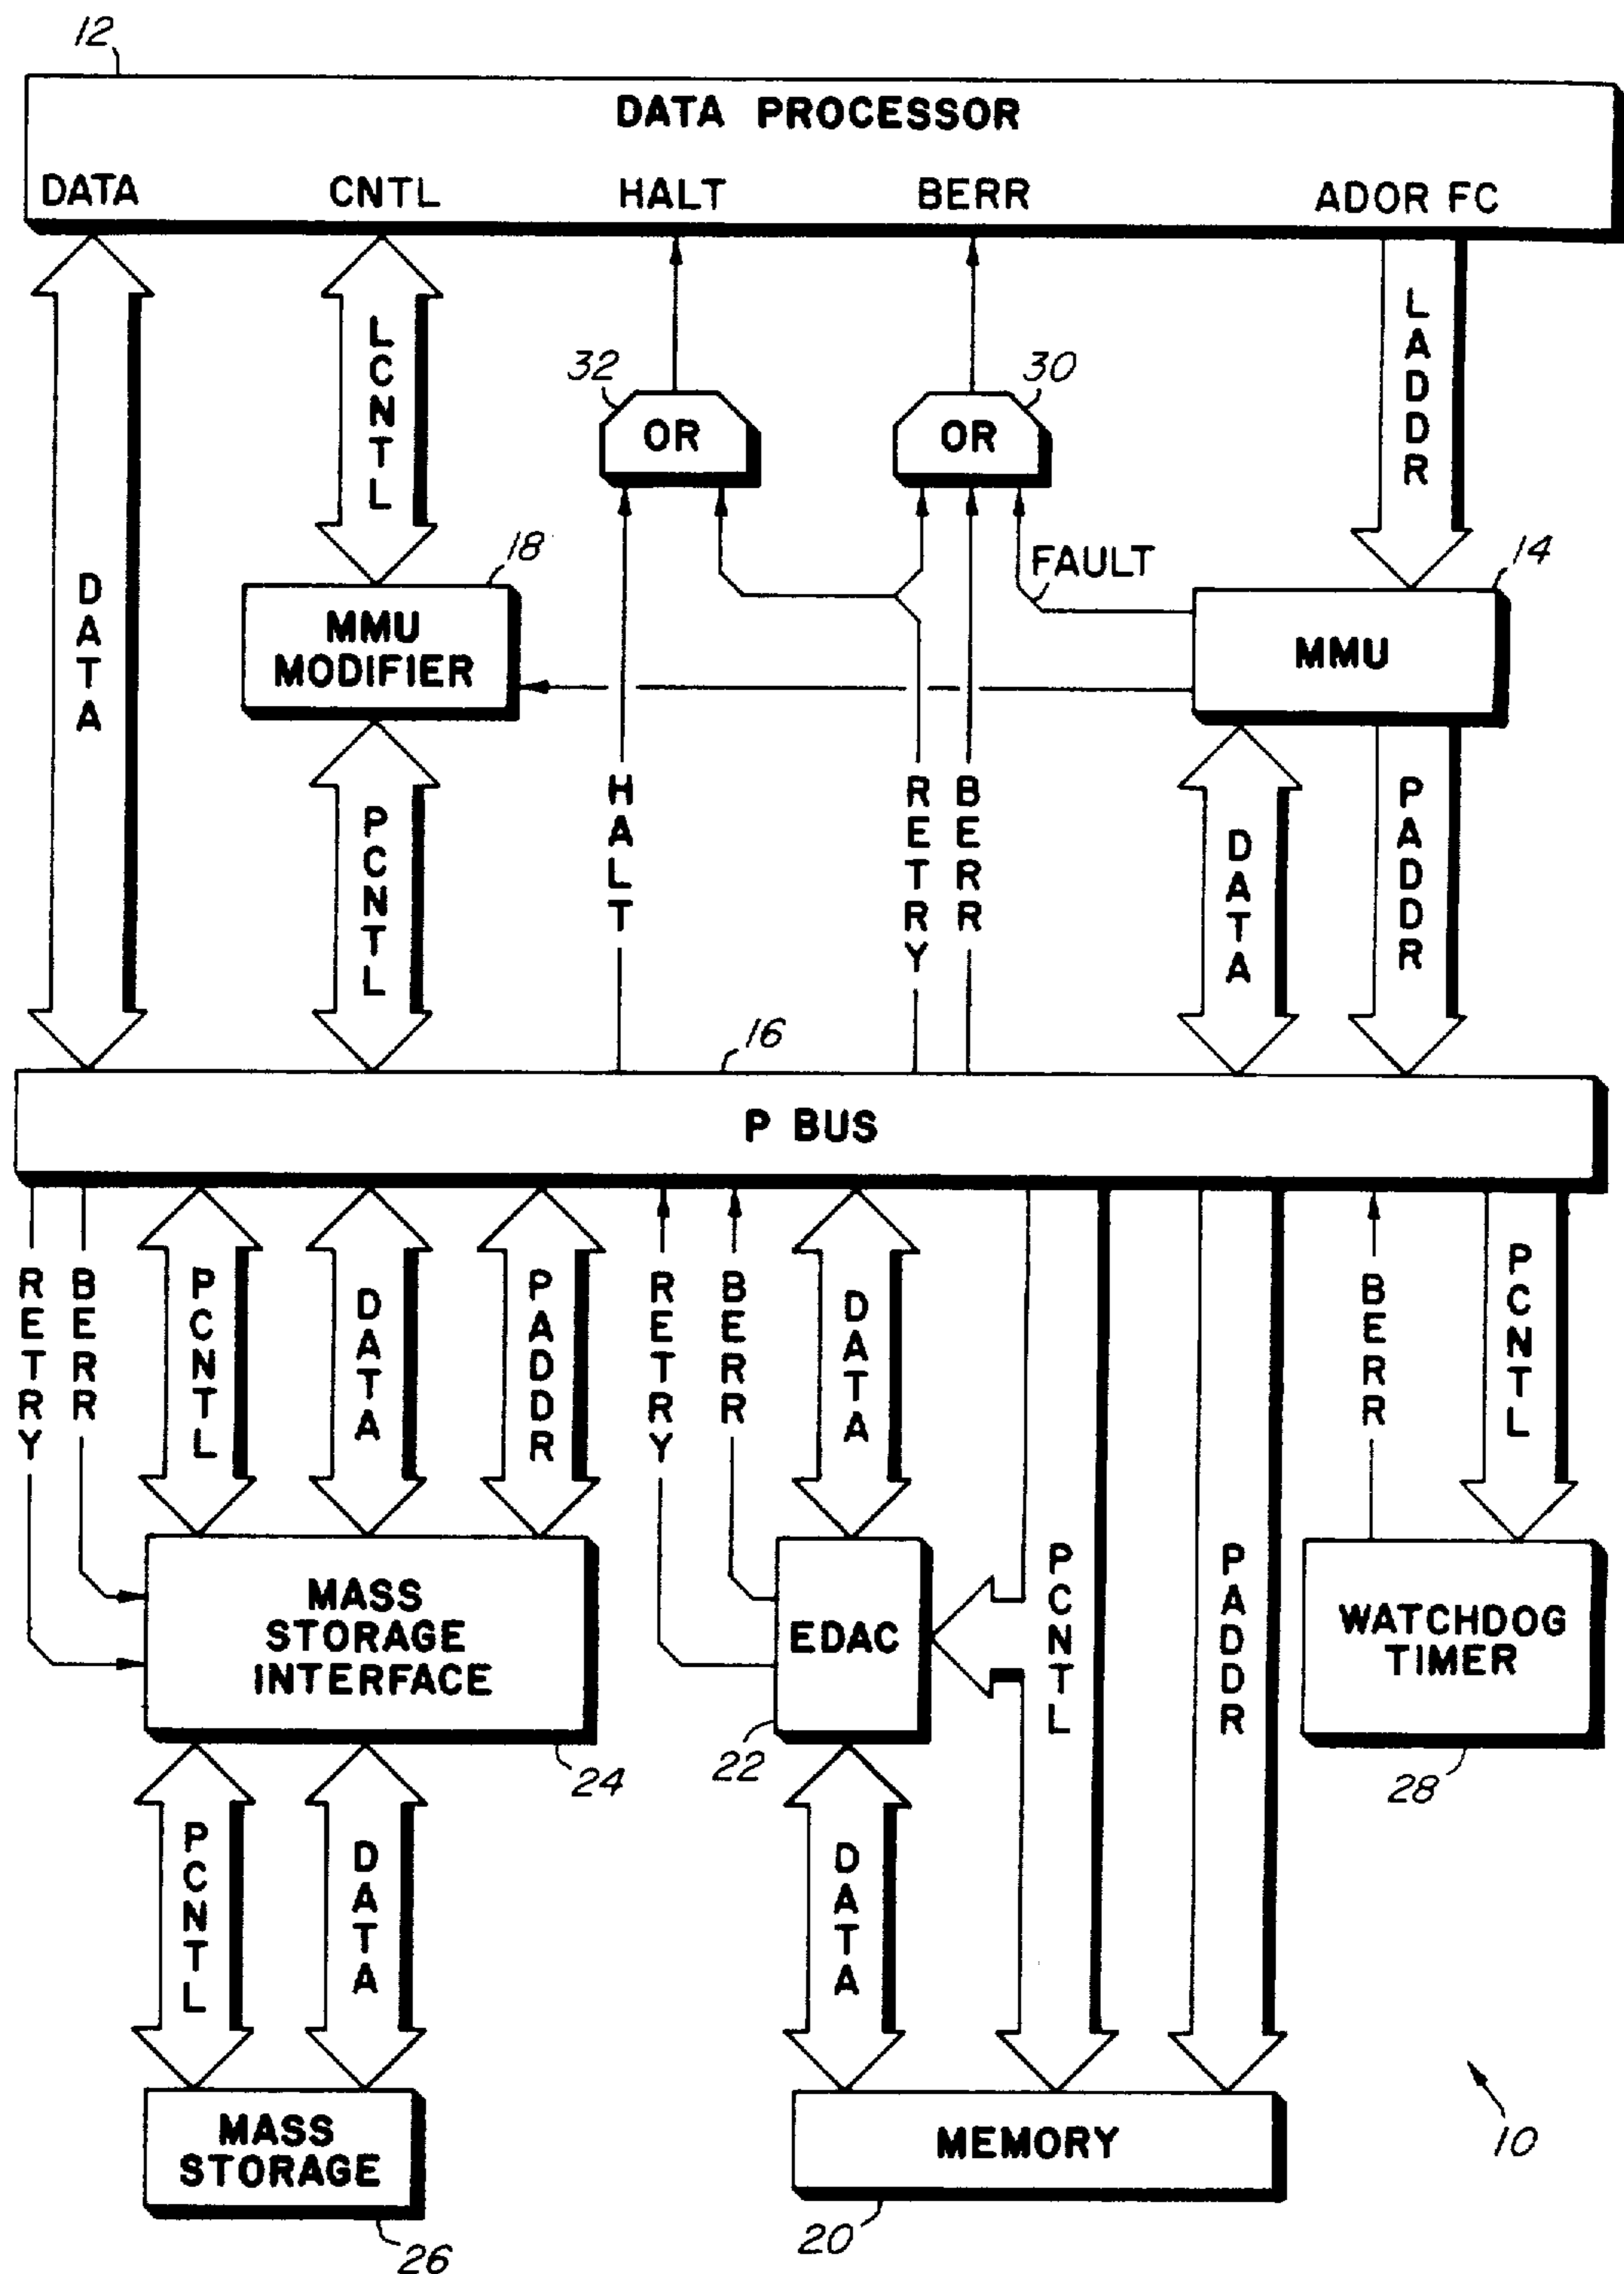 12
DATA PROCESSOR
DATA CNTL HALT BERR ADOR FC
LCNTL
LADDR
32
OR
30
OR
DATA
18
MMU
MODIFIER
FAULT
14
MMU
PCNTL
HALT
RETRY
BERR
DATA
PADDR
16
P BUS
RETRY
BERR
PCNTL
DATA
PADDR
RETRY
BERR
DATA
PCNTL
PADDR
BERR
PCNTL
MASS
STORAGE
INTERFACE
24
EDAC
22
WATCHDOG
TIMER
28
PCNTL
DATA
DATA
MASS
STORAGE
26
MEMORY
20
10